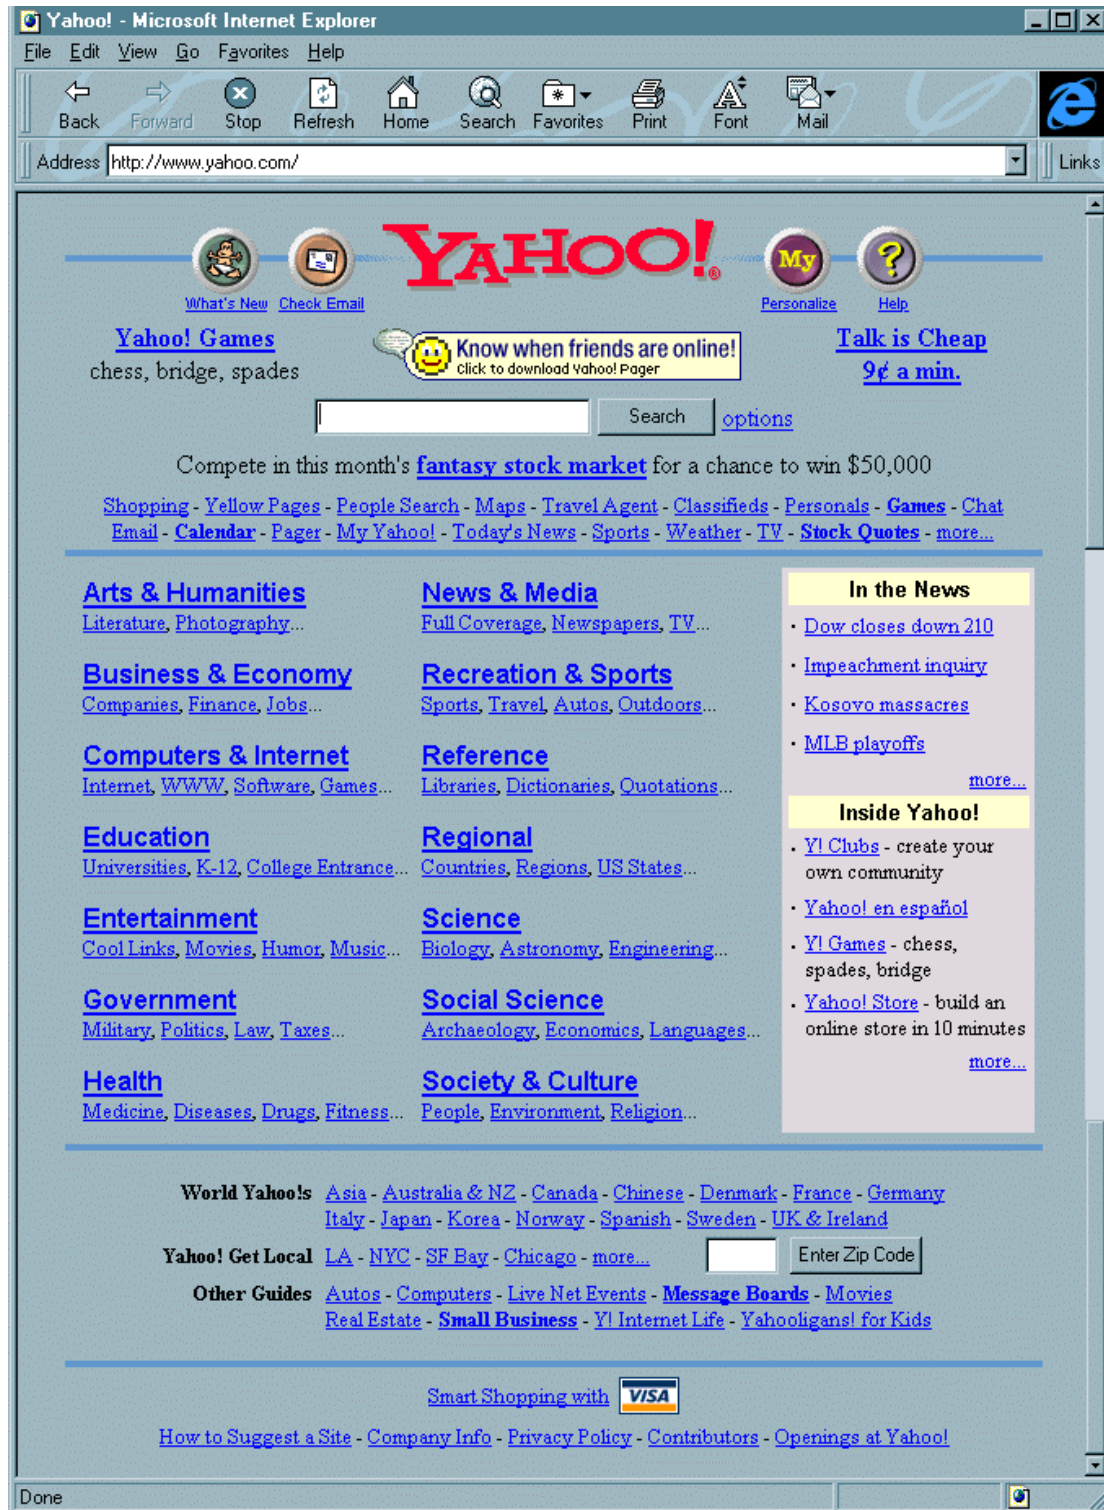 Yahoo! - Microsoft Internet Explorer
File Edit View Go Favorites Help
Back Forward Stop Refresh Home Search Favorites Print Font Mail
Address http://www.yahoo.com/ Links
YAHOO!®
My ?
What's New Check Email Personalize Help
Yahoo! Games
chess, bridge, spades
Know when friends are online!
Click to download Yahoo! Pager
Talk is Cheap
9¢ a min.
Search options
Compete in this month's fantasy stock market for a chance to win $50,000
Shopping - Yellow Pages - People Search - Maps - Travel Agent - Classifieds - Personals - Games - Chat
Email - Calendar - Pager - My Yahoo! - Today's News - Sports - Weather - TV - Stock Quotes - more...
Arts & Humanities
Literature, Photography...
Business & Economy
Companies, Finance, Jobs...
Computers & Internet
Internet, WWW, Software, Games...
Education
Universities, K-12, College Entrance...
Entertainment
Cool Links, Movies, Humor, Music...
Government
Military, Politics, Law, Taxes...
Health
Medicine, Diseases, Drugs, Fitness...
News & Media
Full Coverage, Newspapers, TV...
Recreation & Sports
Sports, Travel, Autos, Outdoors...
Reference
Libraries, Dictionaries, Quotations...
Regional
Countries, Regions, US States...
Science
Biology, Astronomy, Engineering...
Social Science
Archaeology, Economics, Languages...
Society & Culture
People, Environment, Religion...
In the News
· Dow closes down 210
· Impeachment inquiry
· Kosovo massacres
· MLB playoffs
more...
Inside Yahoo!
· Y! Clubs - create your
own community
· Yahoo! en español
· Y! Games - chess,
spades, bridge
· Yahoo! Store - build an
online store in 10 minutes
more...
World Yahoo!s Asia - Australia & NZ - Canada - Chinese - Denmark - France - Germany
Italy - Japan - Korea - Norway - Spanish - Sweden - UK & Ireland
Yahoo! Get Local LA - NYC - SF Bay - Chicago - more... Enter Zip Code
Other Guides Autos - Computers - Live Net Events - Message Boards - Movies
Real Estate - Small Business - Y! Internet Life - Yahooligans! for Kids
Smart Shopping with VISA
How to Suggest a Site - Company Info - Privacy Policy - Contributors - Openings at Yahoo!
Done